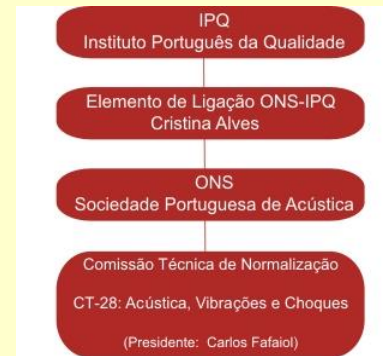 IPQ
Instituto Português da Qualidade
Elemento de Ligação ONS-IPQ
Cristina Alves
ONS
Sociedade Portuguesa de Acústica
Comissão Técnica de Normalização
CT-28: Acústica, Vibrações e Choques
(Presidente: Carlos Fafaiol)